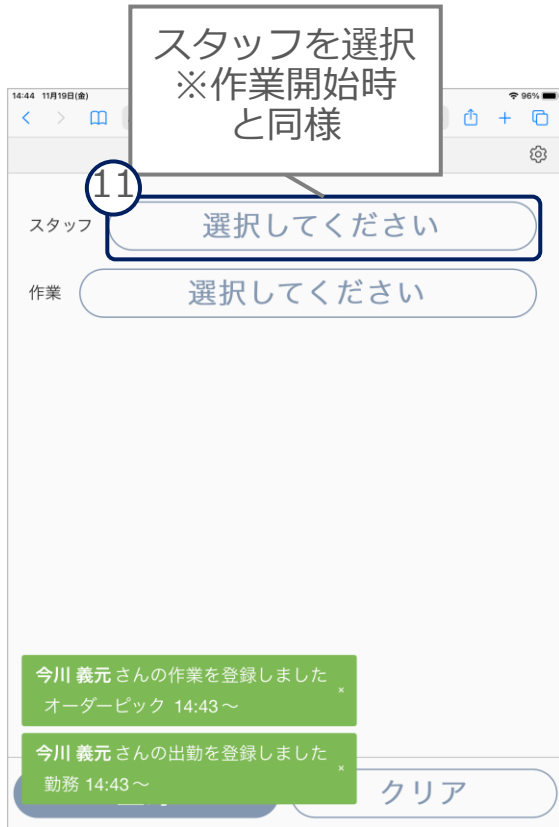 スタッフを選択
※作業開始時
と同様
14:44 11月19日(金)
96%
11
スタッフ 選択してください
作業 選択してください
今川 義元さんの作業を登録しました ×
オーダーピック 14:43～
今川 義元さんの出勤を登録しました ×
勤務 14:43～
クリア